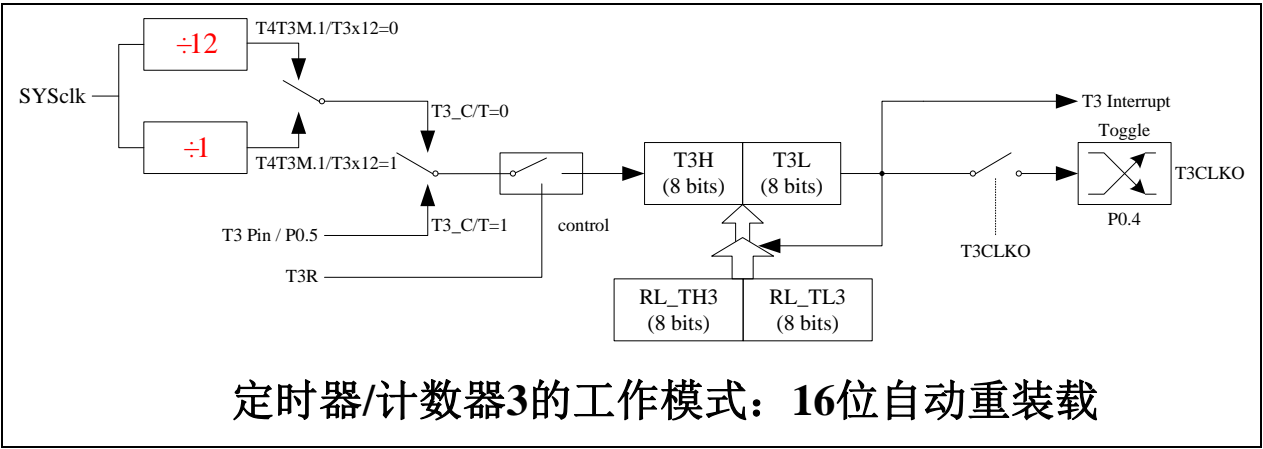 ÷12
T4T3M.1/T3x12=0
SYSclk
T3_C/T=0
T3 Interrupt
Toggle
÷1
T4T3M.1/T3x12=1
T3H
(8 bits)
T3L
(8 bits)
T3CLKO
T3 Pin / P0.5
T3_C/T=1
control
P0.4
T3CLKO
T3R
RL_TH3
(8 bits)
RL_TL3
(8 bits)
定时器/计数器3的工作模式：16位自动重装载